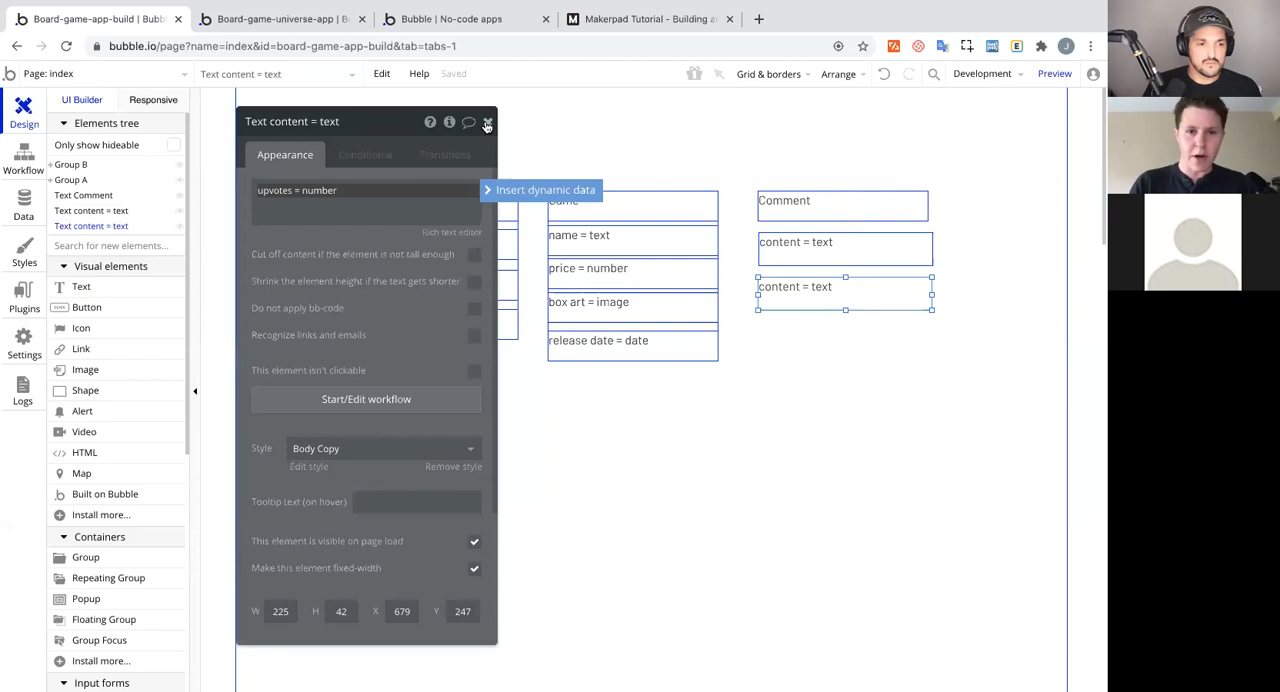 Board-game-app-build | Bubb
Board-game-universe-app | B
Bubble | No-code apps
Makerpad Tutorial - Building a
bubble.io/page?name=index&id=board-game-app-build&tab=tabs-1
J
Page: index
Text content = text
Edit
Help
Saved
Grid & borders
Arrange
Development
Preview
Design
Workflow
Data
Styles
Plugins
Settings
Logs
UI Builder
Responsive
Elements tree
Only show hideable
Group B
Group A
Text Comment
Text content = text
Text content = text
Search for new elements...
Visual elements
Text
Button
Icon
Link
Image
Shape
Alert
Video
HTML
Map
Built on Bubble
Install more...
Containers
Group
Repeating Group
Popup
Floating Group
Group Focus
Install more...
Input forms
Text content = text
Appearance
Conditional
Transitions
upvotes = number
Insert dynamic data
Rich text editor
Cut off content if the element is not tall enough
Shrink the element height if the text gets shorter
Do not apply bb-code
Recognize links and emails
This element isn't clickable
Start/Edit workflow
Style
Body Copy
Edit style
Remove style
Tooltip text (on hover)
This element is visible on page load
Make this element fixed-width
W 225 H 42 X 679 Y 247
name = text
price = number
box art = image
release date = date
Comment
content = text
content = text